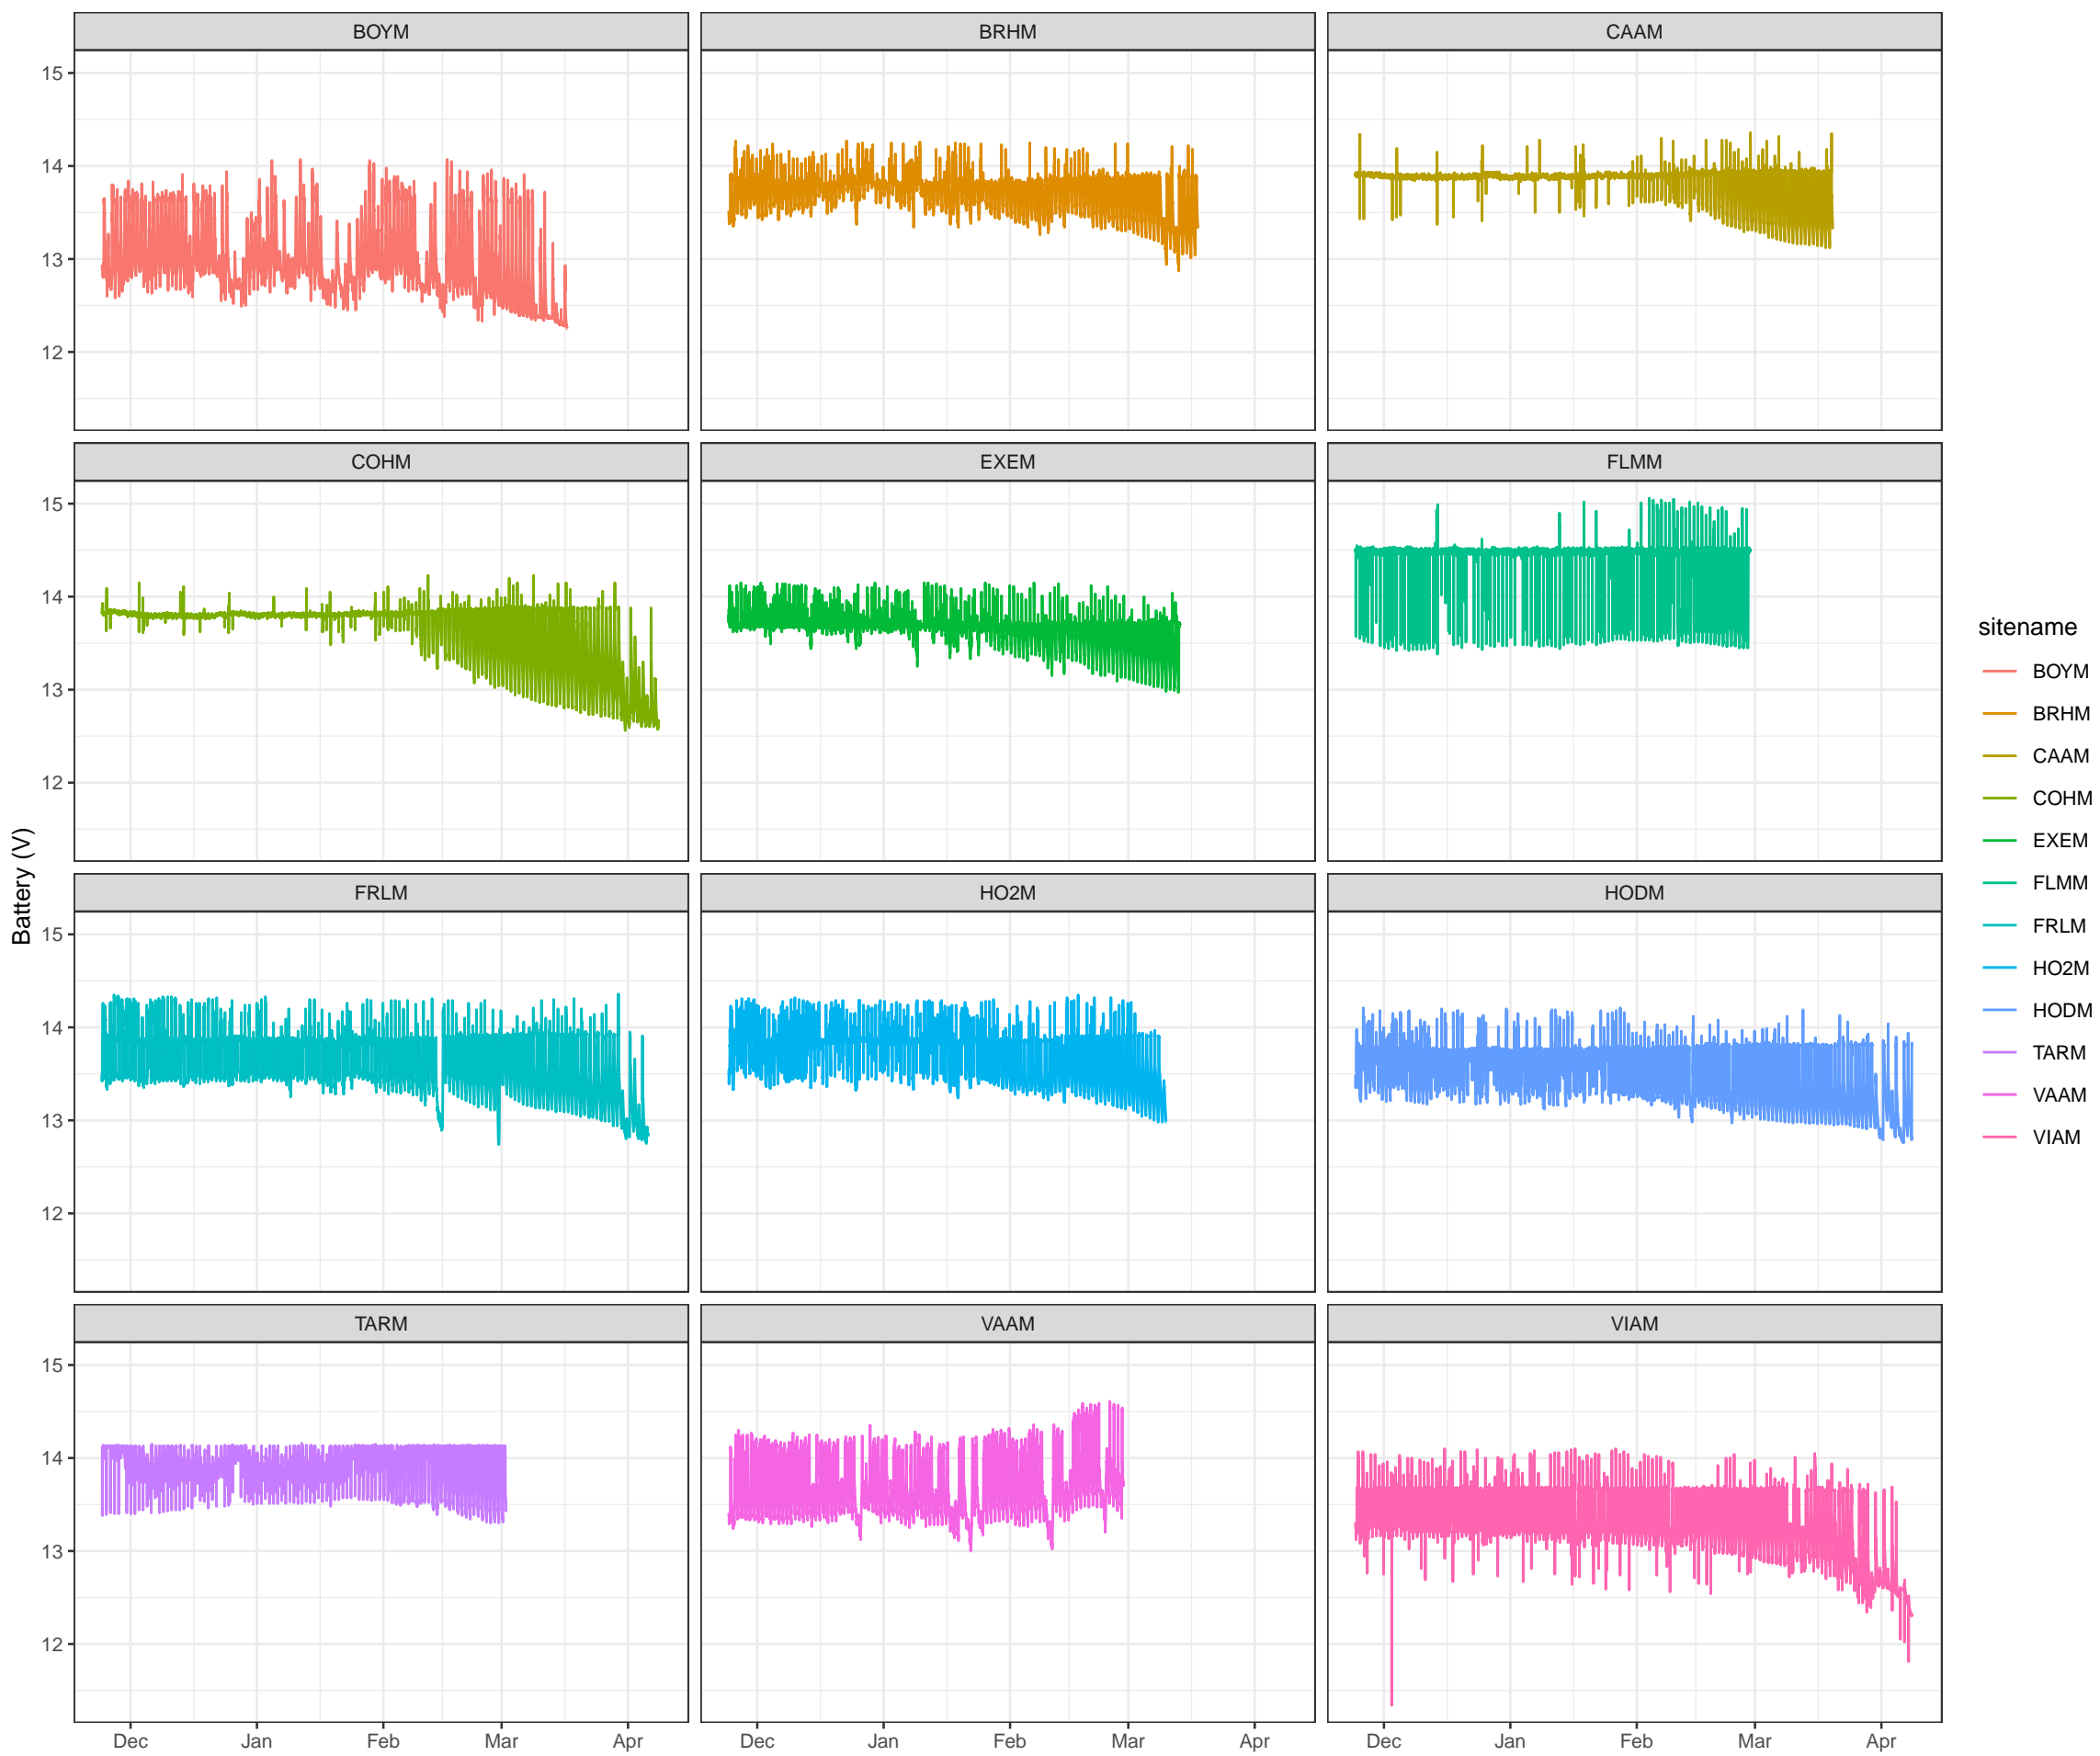 BOYM BRHM CAAM
15
14
13
12
COHM EXEM FLMM
15
14
13
12
FRLM HO2M HODM
15
14
13
12
TARM VAAM VIAM
15
14
13
12
Dec Jan Feb Mar Apr Dec Jan Feb Mar Apr Dec Jan Feb Mar Apr
Battery (V)
sitename
BOYM
BRHM
CAAM
COHM
EXEM
FLMM
FRLM
HO2M
HODM
TARM
VAAM
VIAM